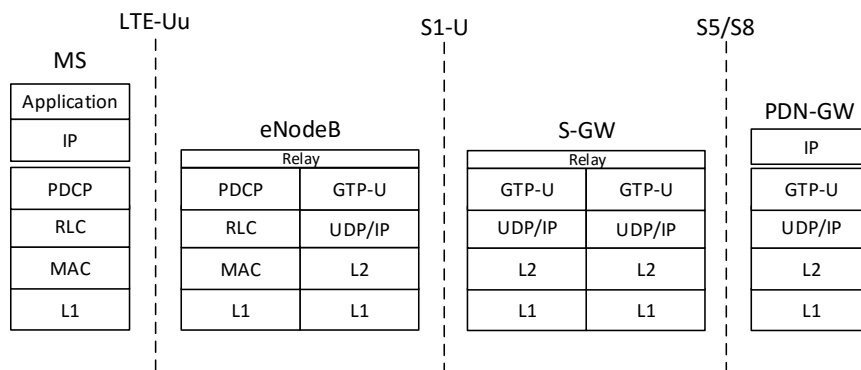 LTE-Uu
S1-U
S5/S8
MS
Application
IP
PDCP
RLC
MAC
L1
eNodeB
Relay
PDCP GTP-U
RLC UDP/IP
MAC L2
L1 L1
S-GW
Relay
GTP-U GTP-U
UDP/IP UDP/IP
L2 L2
L1 L1
PDN-GW
IP
GTP-U
UDP/IP
L2
L1